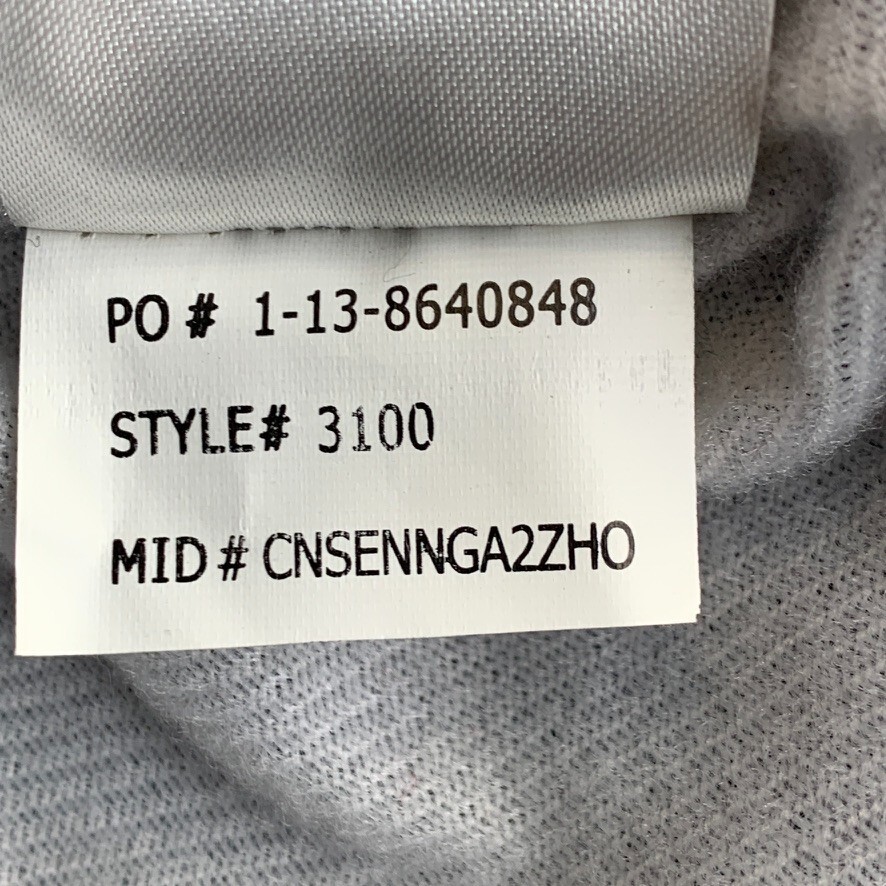 PO # 1-13-8640848
STYLE# 3100
MID # CNSENNGA2ZHO